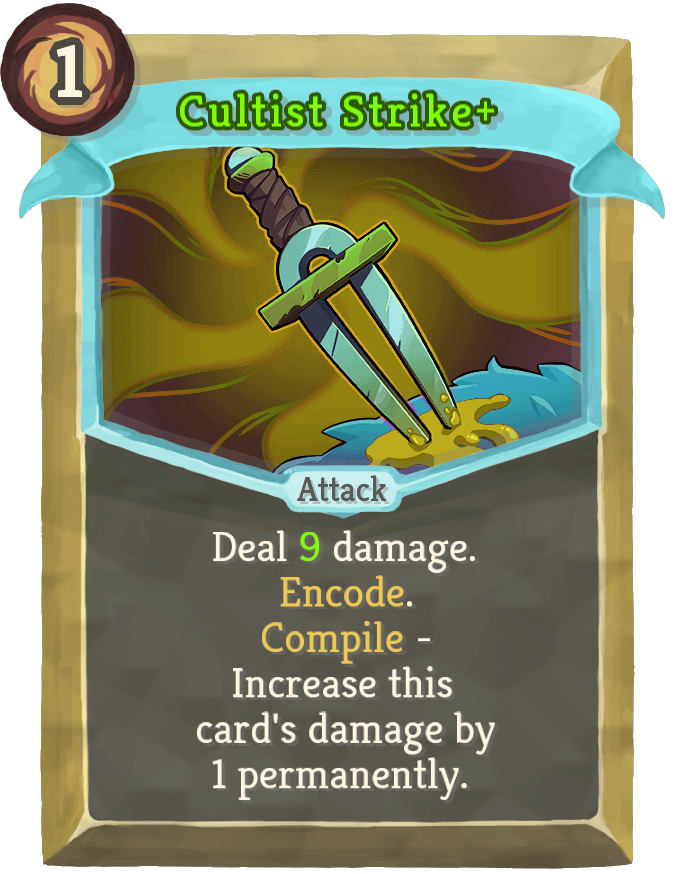 1
Cultist Strike+
Attack
Deal 9 damage.
Encode.
Compile -
Increase this
card's damage by
1 permanently.